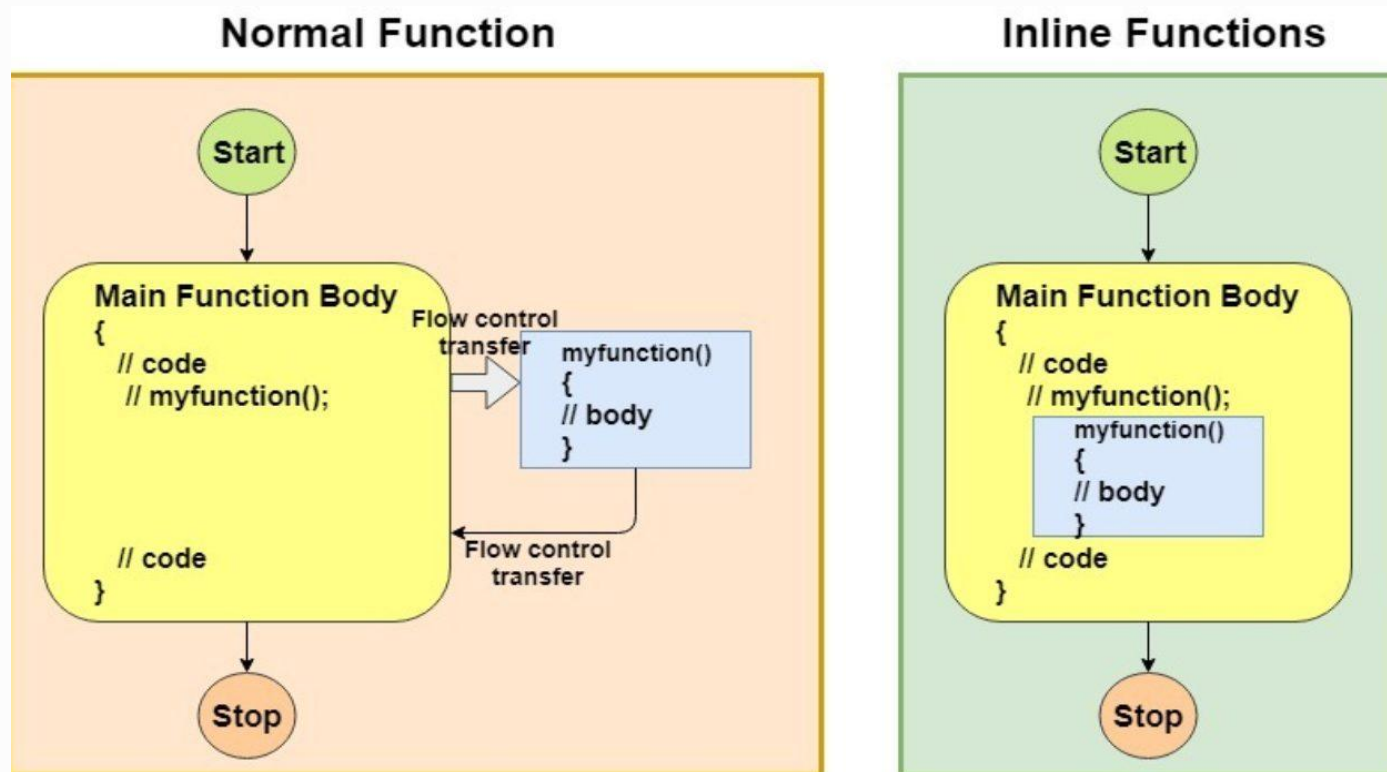 Normal Function
Start
Main Function Body
{
// code
// myfunction();
// code
}
Flow control
transfer
myfunction()
{
// body
}
Flow control
transfer
Stop
Inline Functions
Start
Main Function Body
{
// code
// myfunction();
myfunction()
{
// body
}
// code
}
Stop